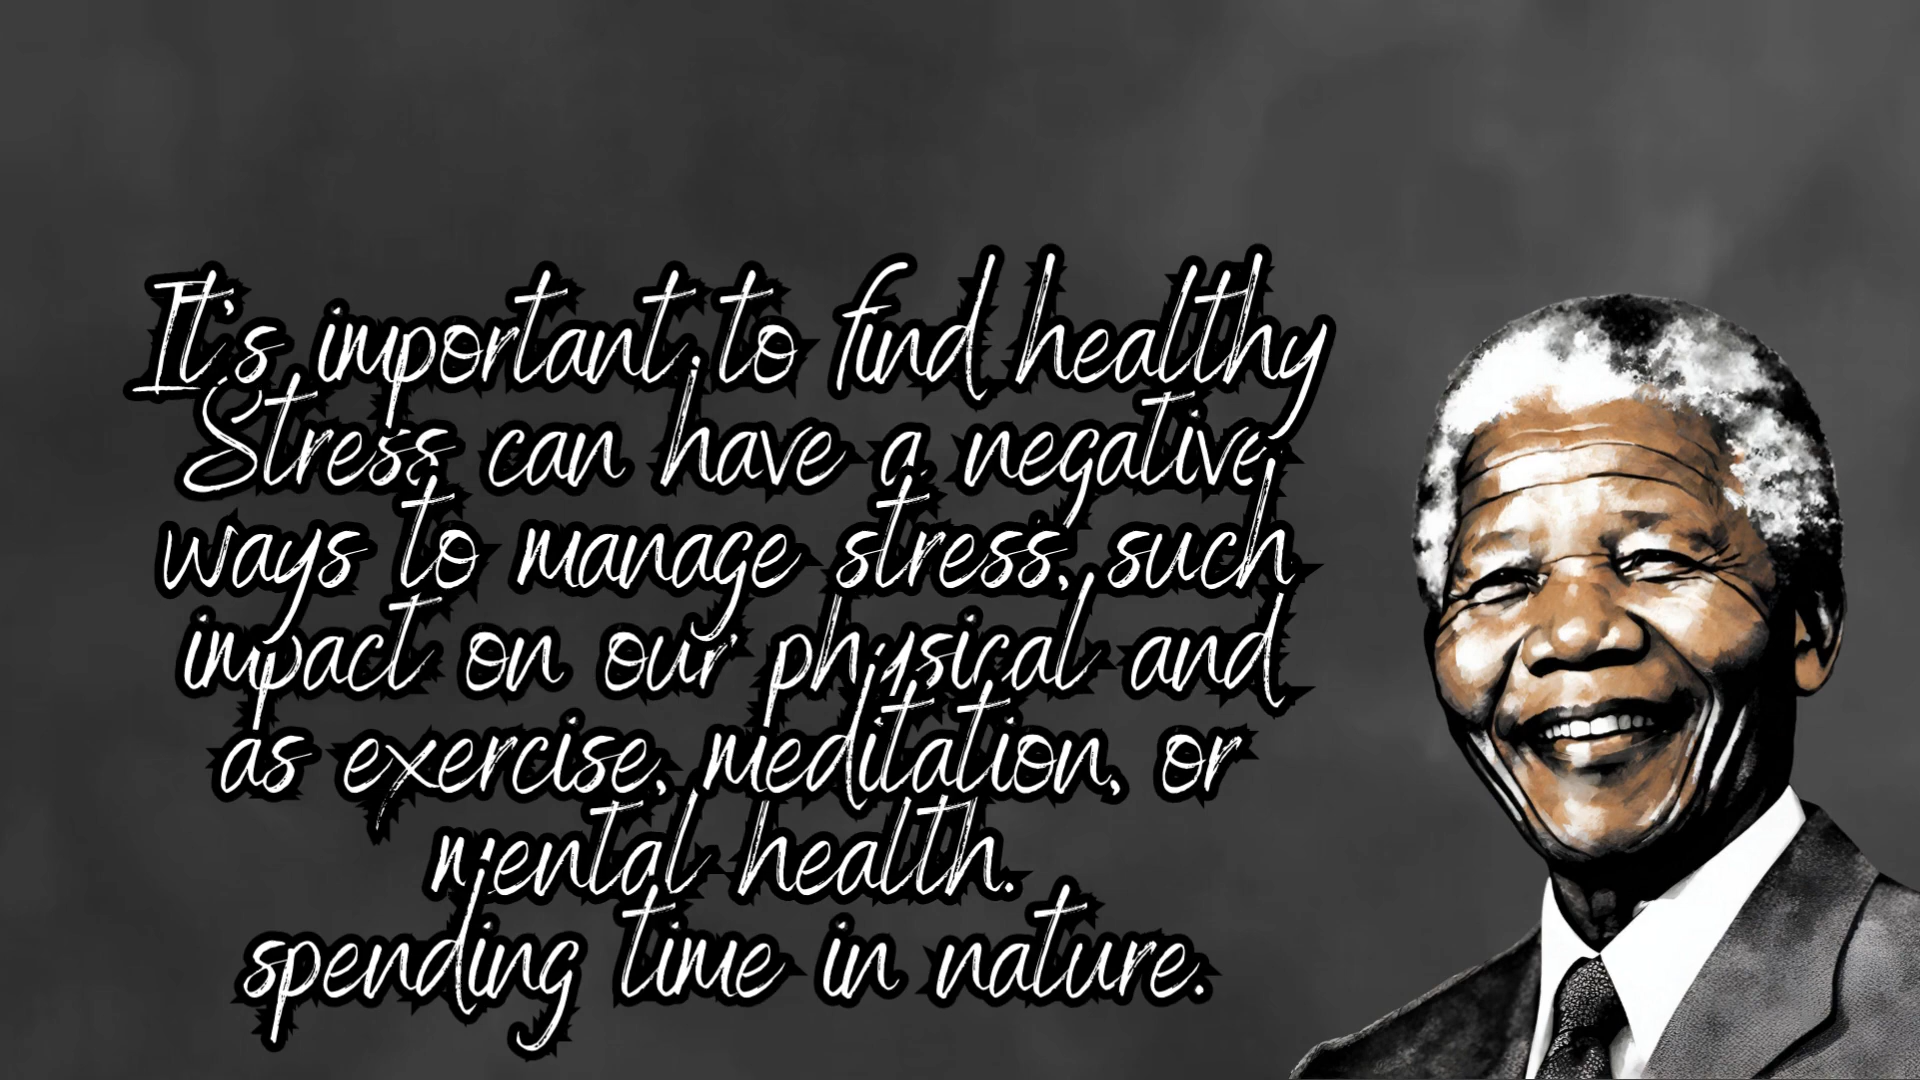 It's important to find healthy
Stress can have a negative
ways to manage stress, such
impact on our physical and
as exercise, meditation, or
mental health.
spending time in nature.